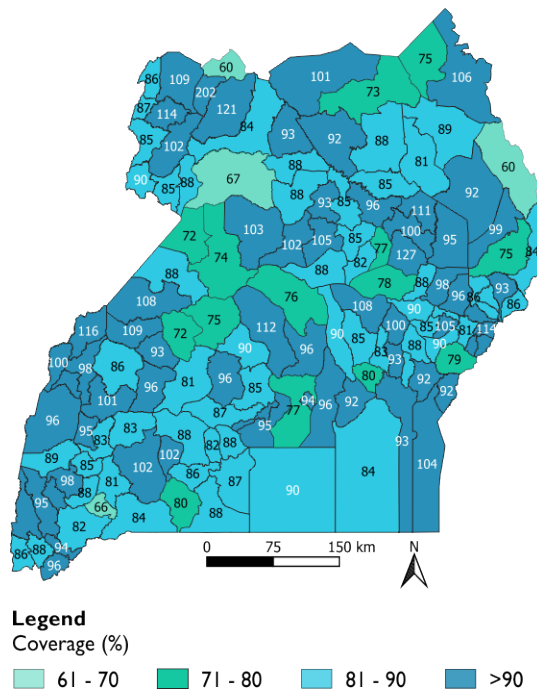 60
75
86 109 101 106
202 73
87 114 121
84 93 92 88 89
85 102 81 60
90 85 88 88 85
67 92
88 93 85 96 111
103 100 99
72 102 105 85 77 95 75 84
74 82 127
88 88 78 88 98 93
76 96 86 86
108 108 90
116 109 72 75 112 100 85 105 81 114
93 90 96 90 85 83 88 90
100 98 86 93 79
96 81 96 85 80 92
101 77 94 92 92
96 87 95 96
95 83 83 88 82 88 93
89 85 102 102 84 104
98 81 86 87 90
95 88 66 80
82 84 88
86 88 94
96
0 75 150 km
N
Legend
Coverage (%)
61 - 70 71 - 80 81 - 90 >90